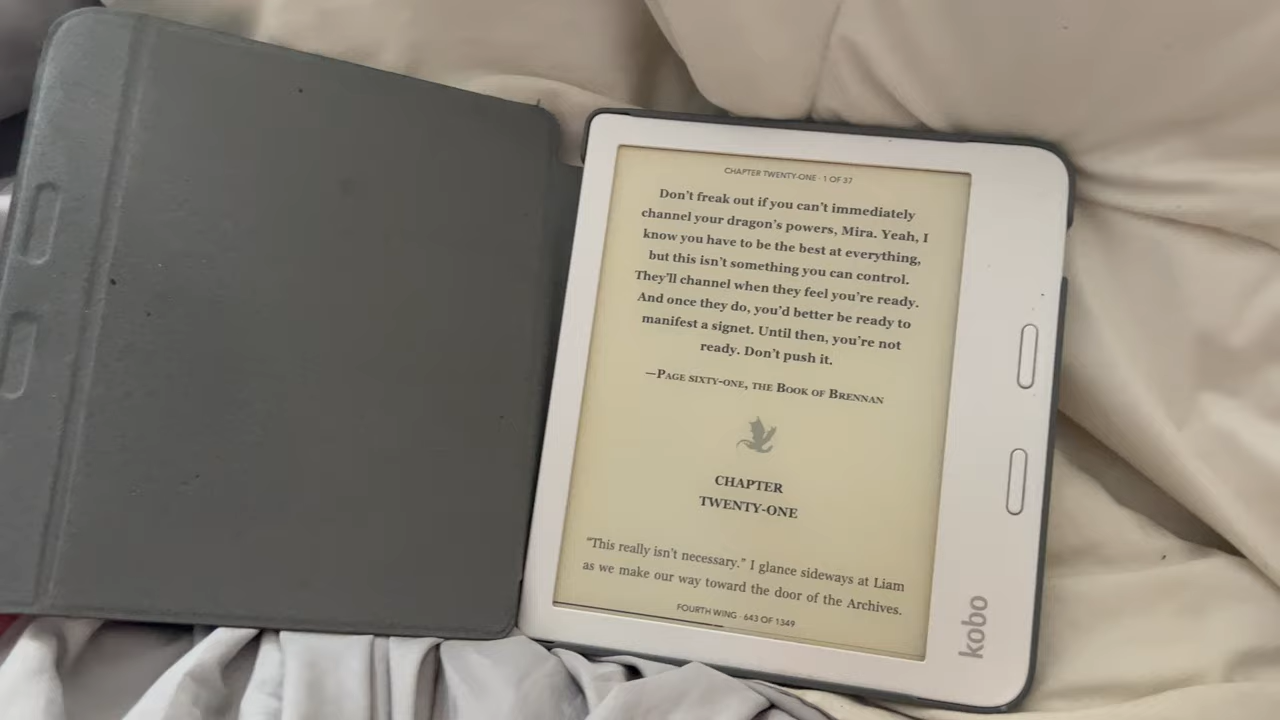 CHAPTER TWENTY-ONE · 1 OF 37
Don't freak out if you can't immediately
channel your dragon's powers, Mira. Yeah, I
know you have to be the best at everything,
but this isn't something you can control.
They'll channel when they feel you're ready.
And once they do, you'd better be ready to
manifest a signet. Until then, you're not
ready. Don't push it.
—Page sixty-one, the Book of Brennan
CHAPTER
TWENTY-ONE
"This really isn't necessary." I glance sideways at Liam
as we make our way toward the door of the Archives.
FOURTH WING · 643 OF 1349
kobo